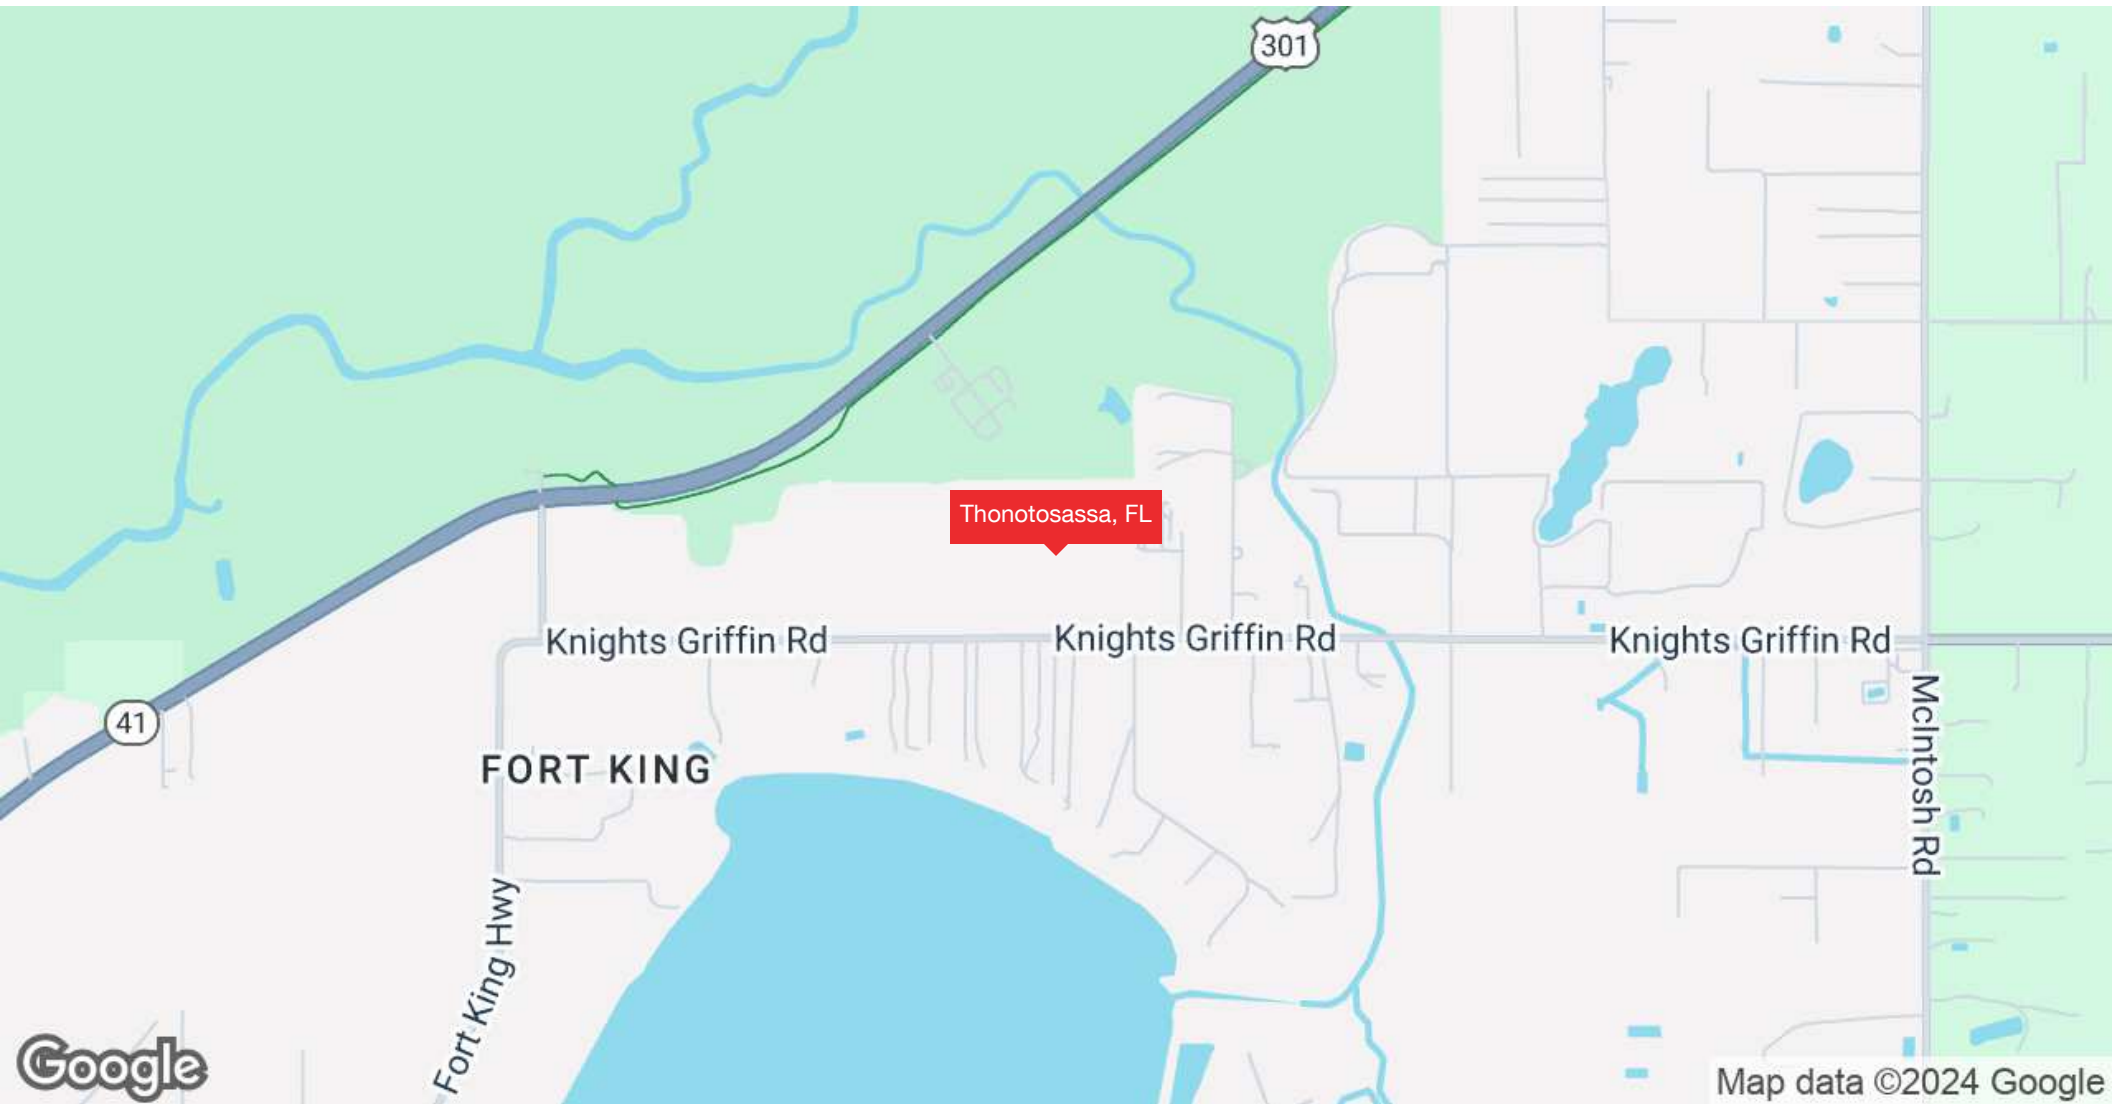 301
Thonotosassa, FL
Knights Griffin Rd
Knights Griffin Rd
Knights Griffin Rd
41
McIntosh Rd
FORT KING
Fort King Hwy
Google
Map data ©2024 Google